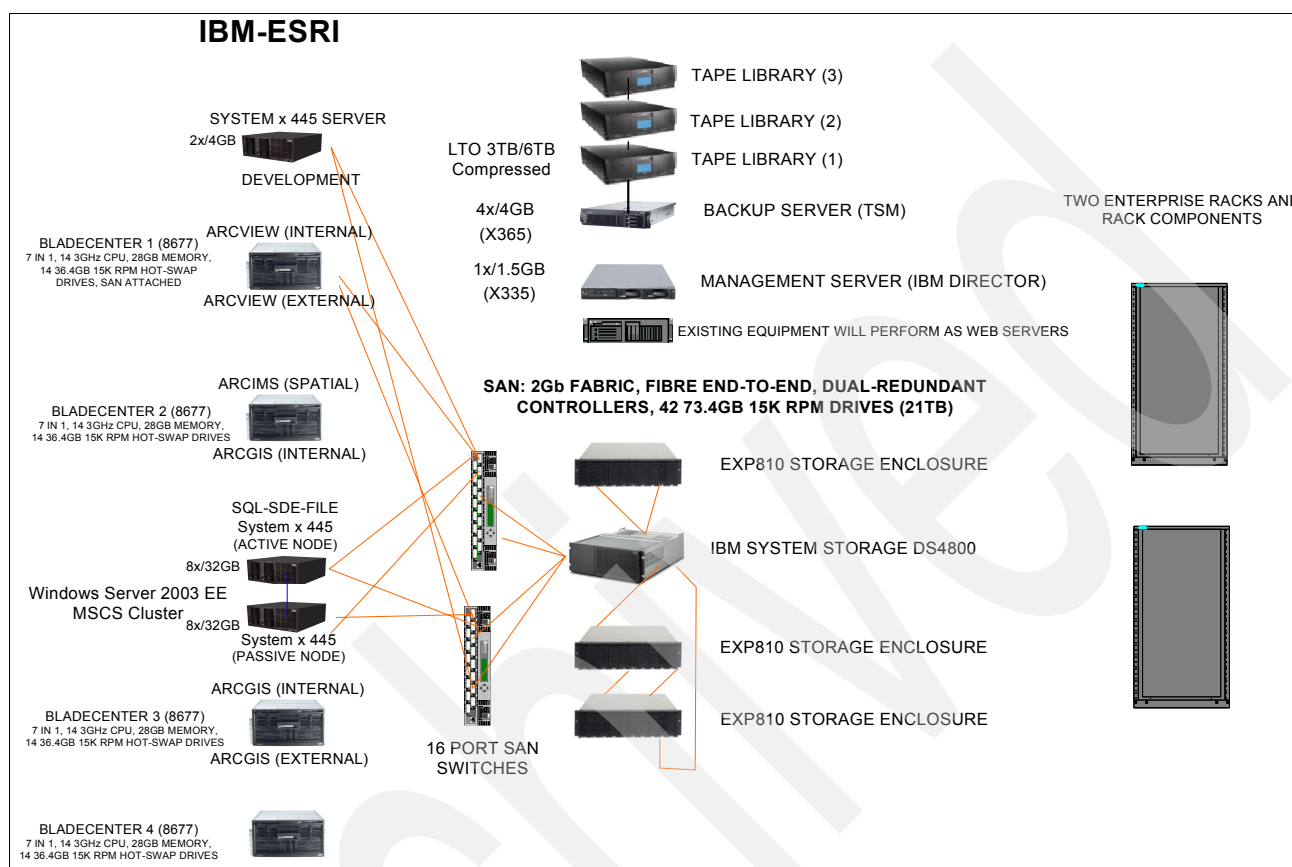 IBM-ESRI
SYSTEM x 445 SERVER
2x/4GB
DEVELOPMENT
ARCVIEW (INTERNAL)
BLADECENTER 1 (8677)
7 IN 1, 14 3GHz CPU, 28GB MEMORY,
14 36.4GB 15K RPM HOT-SWAP
DRIVES, SAN ATTACHED
ARCVIEW (EXTERNAL)
ARCIMS (SPATIAL)
BLADECENTER 2 (8677)
7 IN 1, 14 3GHz CPU, 28GB MEMORY,
14 36.4GB 15K RPM HOT-SWAP DRIVES
ARCGIS (INTERNAL)
SQL-SDE-FILE
System x 445
(ACTIVE NODE)
8x/32GB
Windows Server 2003 EE
MSCS Cluster
8x/32GB
System x 445
(PASSIVE NODE)
ARCGIS (INTERNAL)
BLADECENTER 3 (8677)
7 IN 1, 14 3GHz CPU, 28GB MEMORY,
14 36.4GB 15K RPM HOT-SWAP DRIVES
ARCGIS (EXTERNAL)
BLADECENTER 4 (8677)
7 IN 1, 14 3GHz CPU, 28GB MEMORY,
14 36.4GB 15K RPM HOT-SWAP DRIVES
16 PORT SAN
SWITCHES
TAPE LIBRARY (3)
TAPE LIBRARY (2)
LTO 3TB/6TB
Compressed
TAPE LIBRARY (1)
4x/4GB
(X365)
BACKUP SERVER (TSM)
1x/1.5GB
(X335)
MANAGEMENT SERVER (IBM DIRECTOR)
EXISTING EQUIPMENT WILL PERFORM AS WEB SERVERS
SAN: 2Gb FABRIC, FIBRE END-TO-END, DUAL-REDUNDANT
CONTROLLERS, 42 73.4GB 15K RPM DRIVES (21TB)
EXP810 STORAGE ENCLOSURE
IBM SYSTEM STORAGE DS4800
EXP810 STORAGE ENCLOSURE
EXP810 STORAGE ENCLOSURE
TWO ENTERPRISE RACKS AND
RACK COMPONENTS